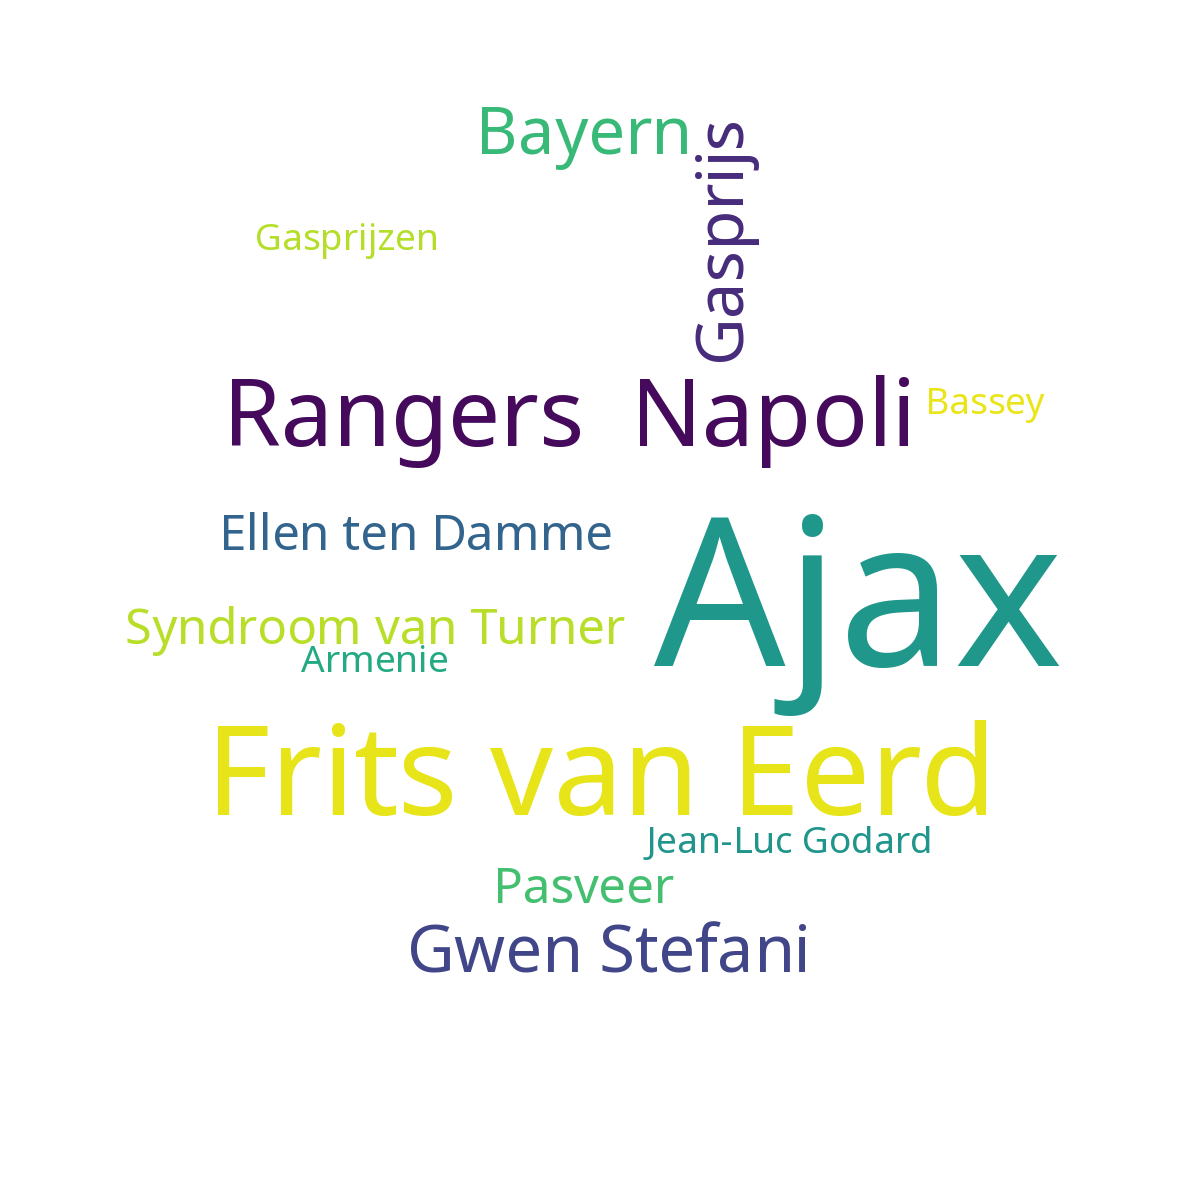 Bayern
Gasprijs
Gasprijzen
Rangers
Napoli
Bassey
Ellen ten Damme
Ajax
Syndroom van Turner
Armenie
Frits van Eerd
Jean-Luc Godard
Pasveer
Gwen Stefani